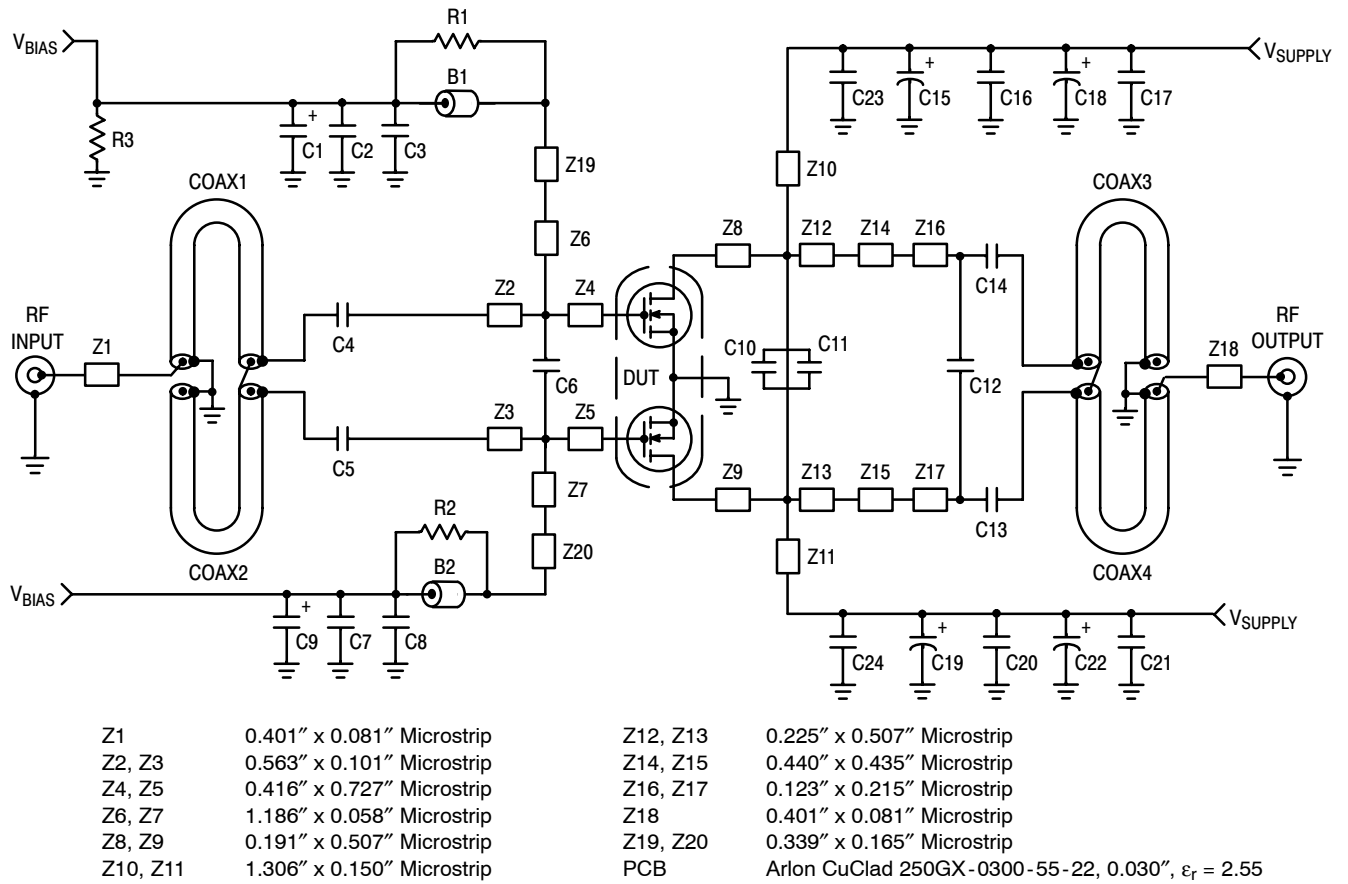 R1
V_BIAS
B1
R3
C1
+
C2
C3
Z19
Z6
COAX1
RF
INPUT
Z1
C4
Z2
Z4
C6
DUT
C5
Z3
Z5
Z7
Z20
COAX2
R2
B2
V_BIAS
C9
+
C7
C8
V_SUPPLY
C23
C15
+
C16
C18
+
C17
Z10
Z8
Z12
Z14
Z16
C14
C10
C11
C12
COAX3
RF
OUTPUT
Z18
Z9
Z13
Z15
Z17
C13
COAX4
Z11
V_SUPPLY
C24
C19
+
C20
C22
+
C21
Z1 0.401″ x 0.081″ Microstrip
Z2, Z3 0.563″ x 0.101″ Microstrip
Z4, Z5 0.416″ x 0.727″ Microstrip
Z6, Z7 1.186″ x 0.058″ Microstrip
Z8, Z9 0.191″ x 0.507″ Microstrip
Z10, Z11 1.306″ x 0.150″ Microstrip
Z12, Z13 0.225″ x 0.507″ Microstrip
Z14, Z15 0.440″ x 0.435″ Microstrip
Z16, Z17 0.123″ x 0.215″ Microstrip
Z18 0.401″ x 0.081″ Microstrip
Z19, Z20 0.339″ x 0.165″ Microstrip
PCB Arlon CuClad 250GX-0300-55-22, 0.030″, εr = 2.55